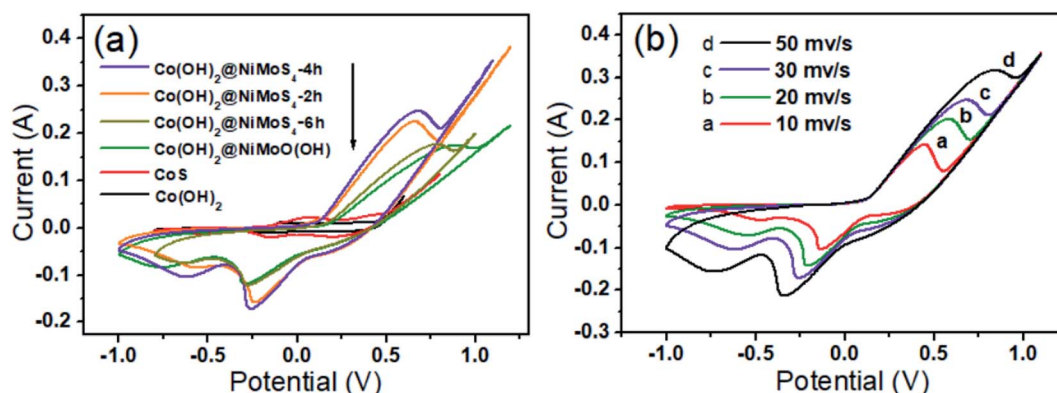 (a)
Co(OH)2@NiMoS4-4h
Co(OH)2@NiMoS4-2h
Co(OH)2@NiMoS4-6h
Co(OH)2@NiMoO(OH)
CoS
Co(OH)2
Current (A)
0.4
0.3
0.2
0.1
0.0
-0.1
-0.2
-1.0 -0.5 0.0 0.5 1.0
Potential (V)
(b)
d 50 mv/s
c 30 mv/s
b 20 mv/s
a 10 mv/s
d
c
b
a
Current (A)
0.4
0.3
0.2
0.1
0.0
-0.1
-0.2
-0.3
-1.0 -0.5 0.0 0.5 1.0
Potential (V)